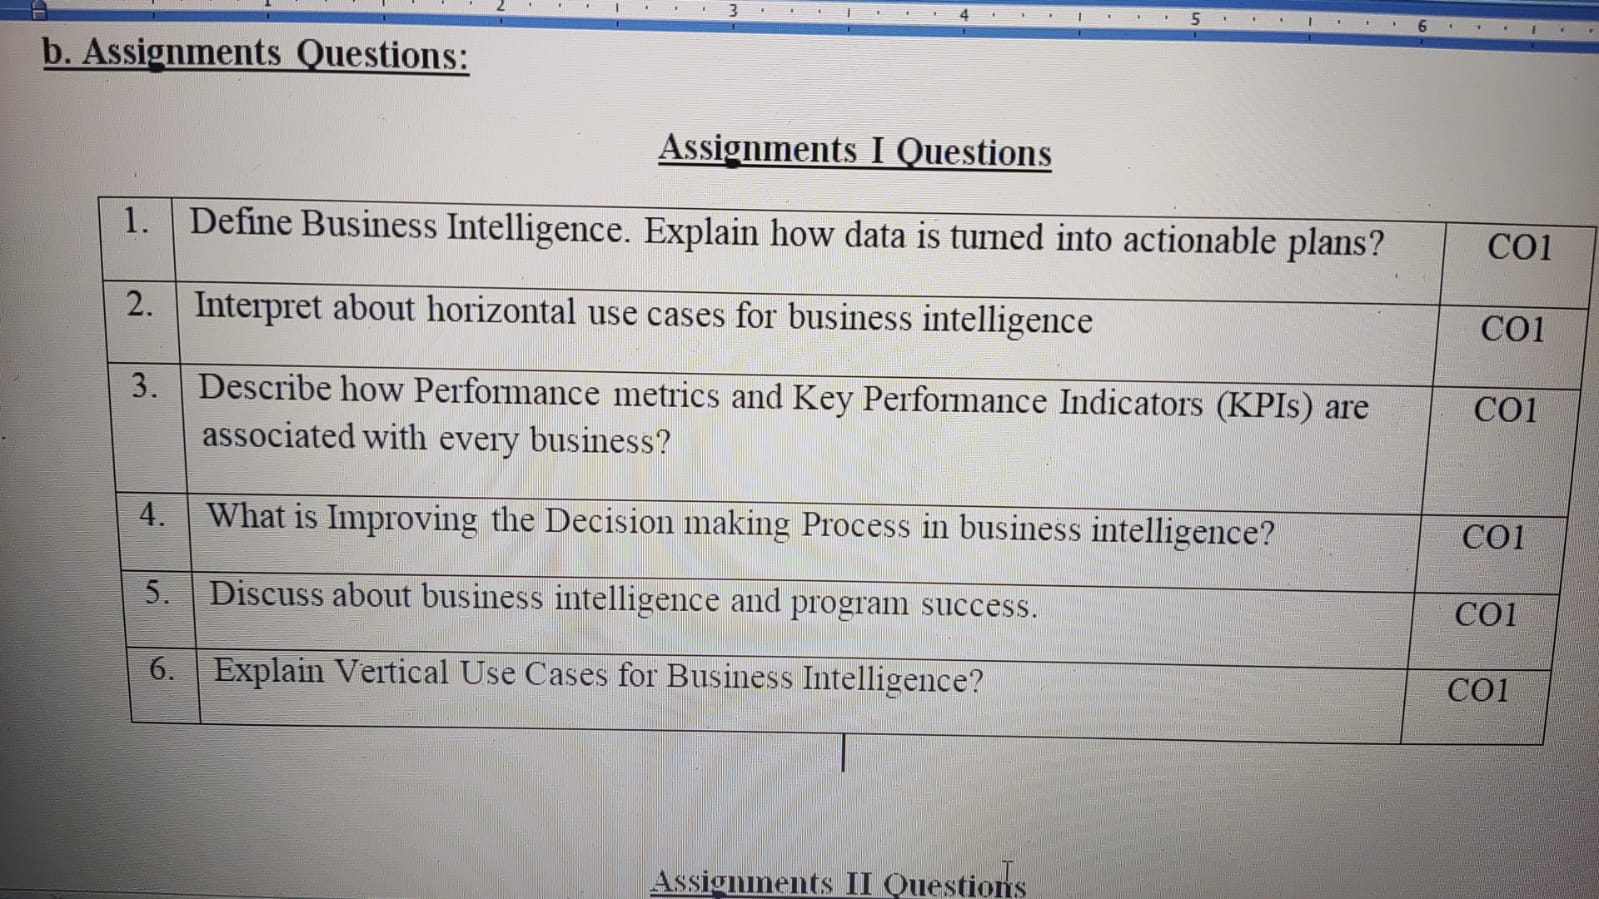 2 3 4 5 6
b. Assignments Questions:
Assignments I Questions
1. Define Business Intelligence. Explain how data is turned into actionable plans? CO1
2. Interpret about horizontal use cases for business intelligence CO1
3. Describe how Performance metrics and Key Performance Indicators (KPIs) are CO1
associated with every business?
4. What is Improving the Decision making Process in business intelligence? CO1
5. Discuss about business intelligence and program success. CO1
6. Explain Vertical Use Cases for Business Intelligence? CO1
Assignments II Questions